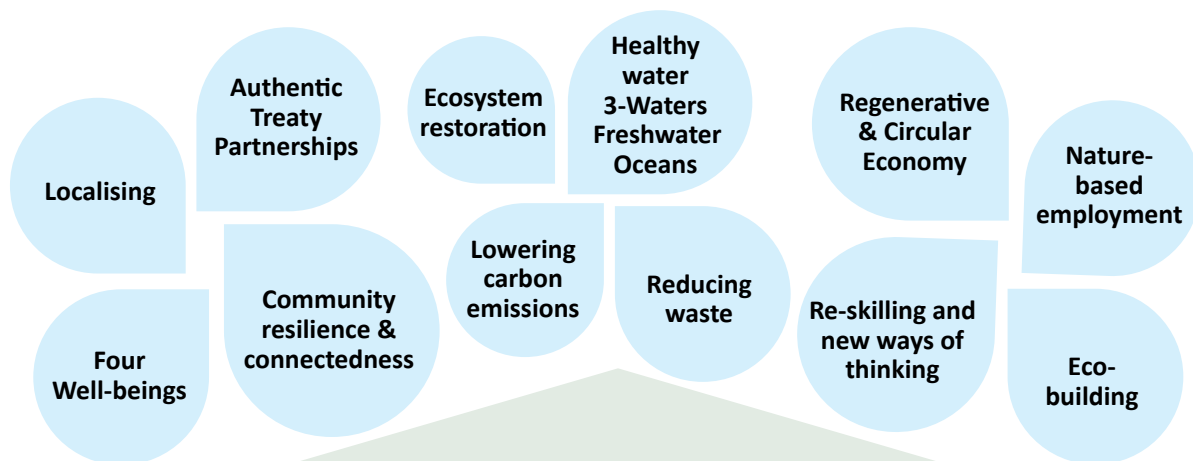 Localising
Authentic
Treaty
Partnerships
Four
Well-beings
Community
resilience &
connectedness
Ecosystem
restoration
Healthy
water
3-Waters
Freshwater
Oceans
Lowering
carbon
emissions
Reducing
waste
Regenerative
& Circular
Economy
Nature-
based
employment
Re-skilling and
new ways of
thinking
Eco-
building